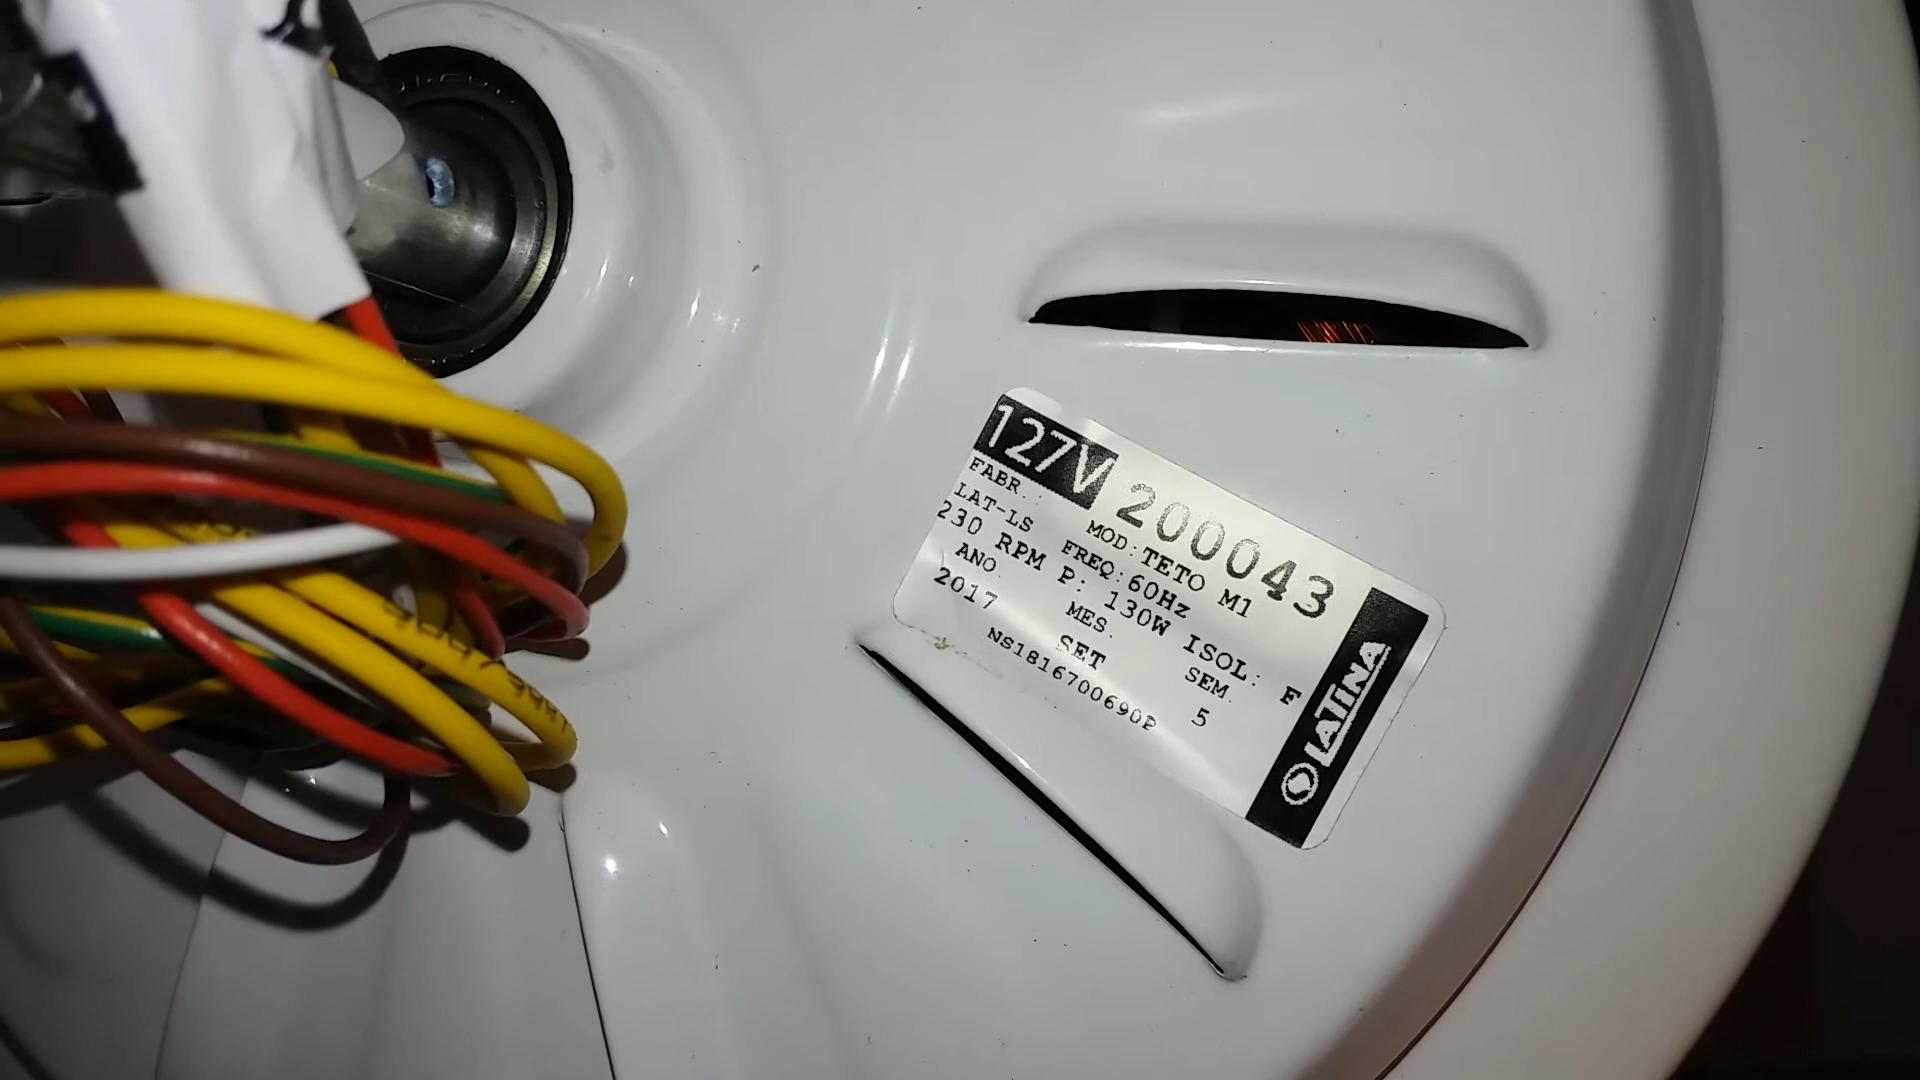 127V 200043
FABR.:
LAT-LS MOD:TETO M1
230 RPM FREQ:60Hz
P: 130W ISOL: F
ANO. MES. SEM
2017 SET 5
NS1816700690P
LATINA